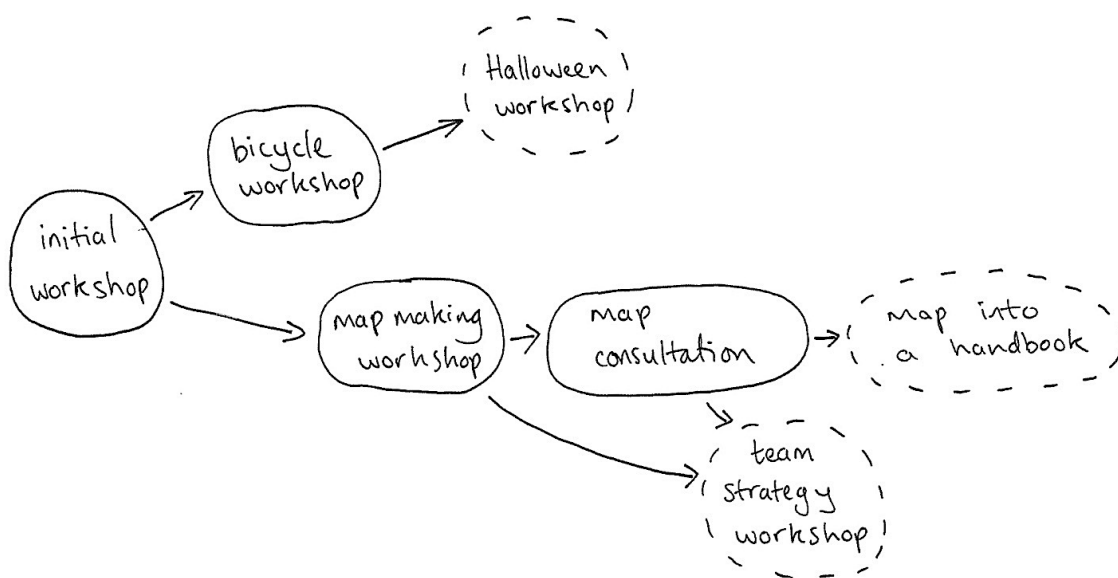 Halloween
workshop
bicycle
workshop
initial
workshop
map making
workshop
map
consultation
map into
a handbook
team
strategy
workshop